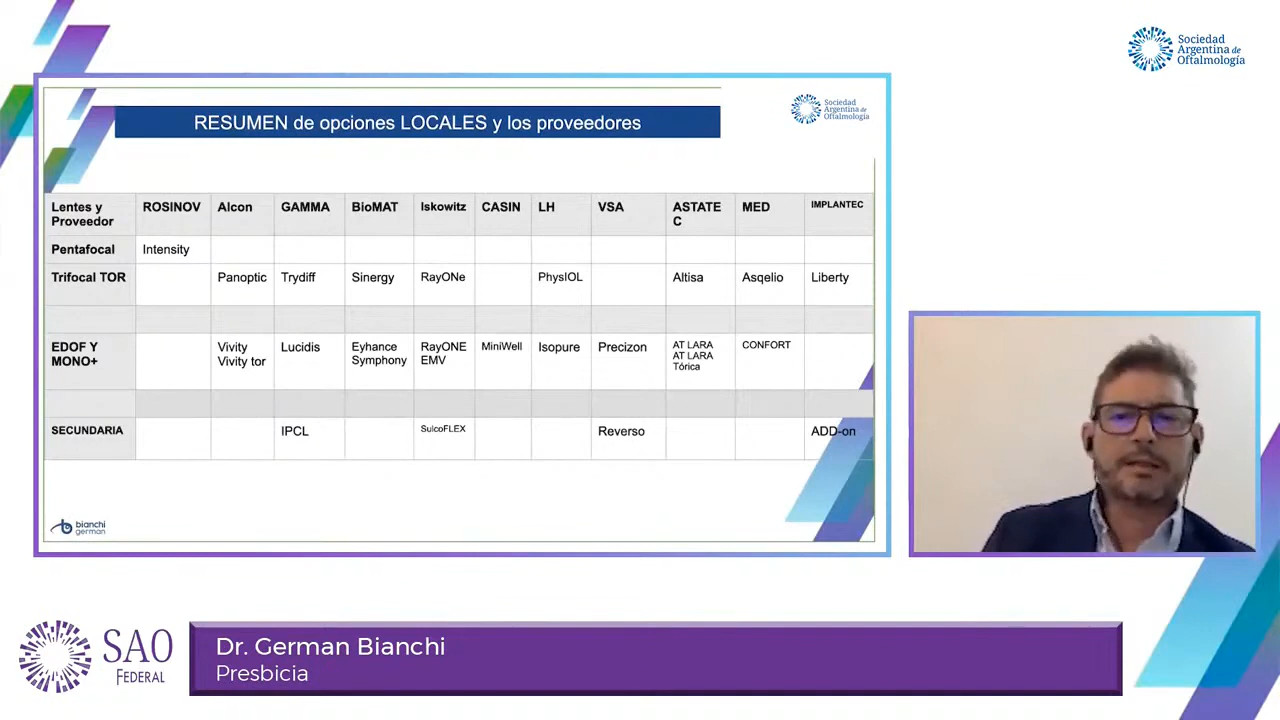 Sociedad
Argentina de
Oftalmología
RESUMEN de opciones LOCALES y los proveedores
Sociedad
Argentina de
Oftalmología
Lentes y Proveedor ROSINOV Alcon GAMMA BioMAT Iskowitz CASIN LH VSA ASTATE C MED IMPLANTEC
Pentafocal Intensity
Trifocal TOR Panoptic Trydiff Sinergy RayONe PhysIOL Altisa Asqelio Liberty
EDOF Y MONO+ Vivity Vivity tor Lucidis Eyhance Symphony RayONE EMV MiniWell Isopure Precizon AT LARA AT LARA Tórica CONFORT
SECUNDARIA IPCL SulcoFLEX Reverso ADD-on
bianchi
german
SAO
FEDERAL
Dr. German Bianchi
Presbicia